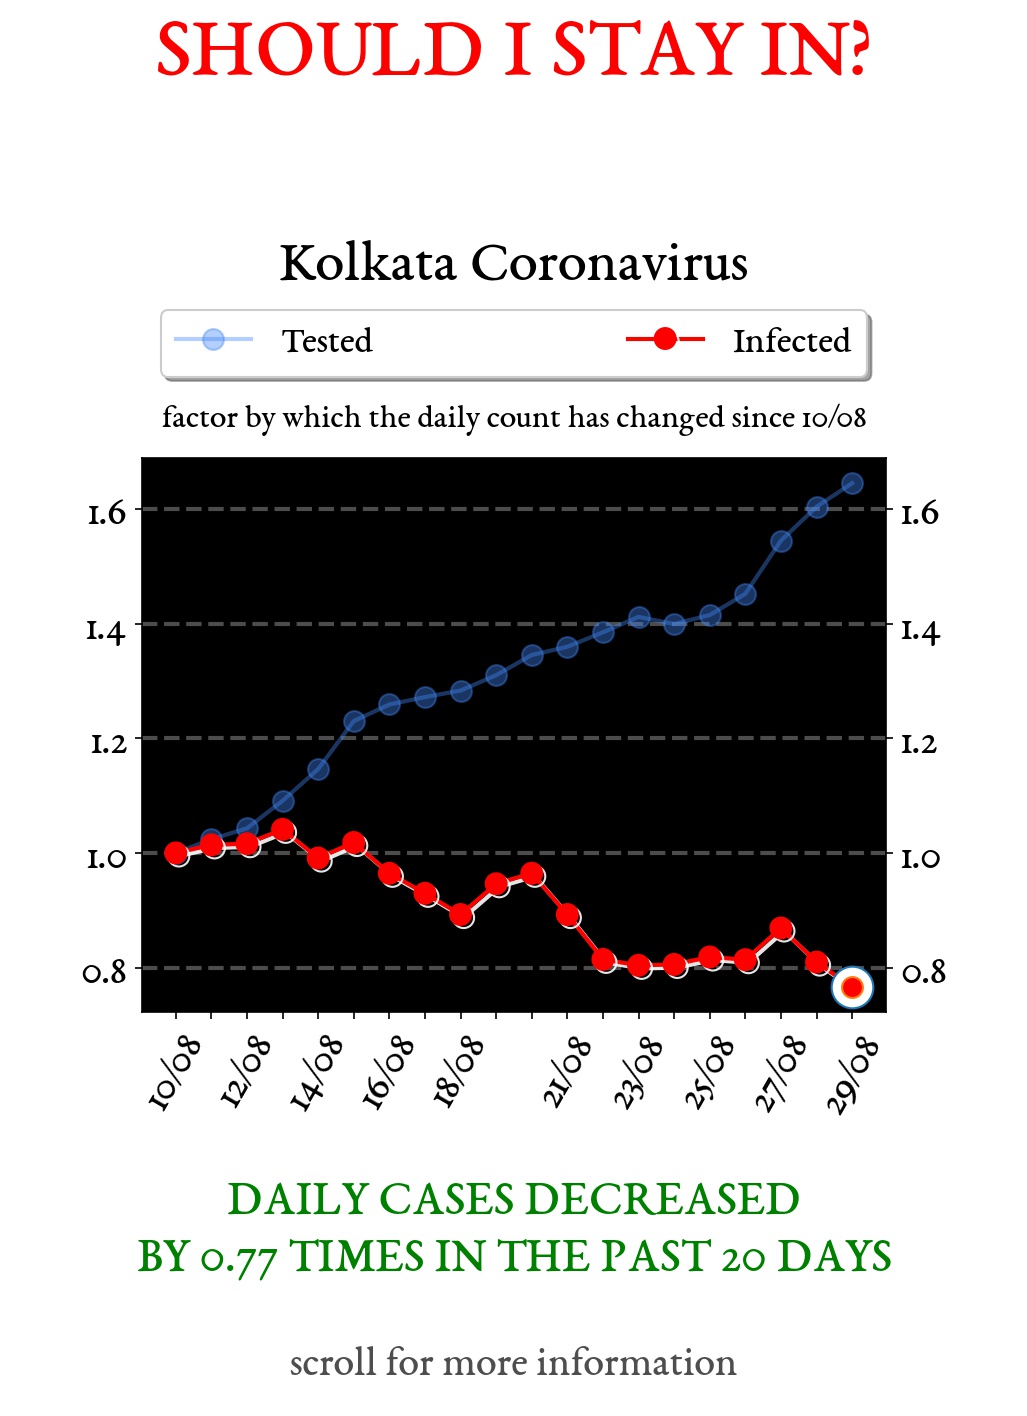 SHOULD I STAY IN?
Kolkata Coronavirus
Tested Infected
factor by which the daily count has changed since 10/08
1.6 1.6
1.4 1.4
1.2 1.2
1.0 1.0
0.8 0.8
10/08 12/08 14/08 16/08 18/08 21/08 23/08 25/08 27/08 29/08
DAILY CASES DECREASED
BY 0.77 TIMES IN THE PAST 20 DAYS
scroll for more information